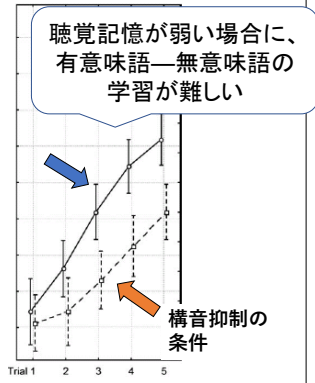 聴覚記憶が弱い場合に、
有意味語―無意味語の
学習が難しい
構音抑制の
条件
Trial 1 2 3 4 5